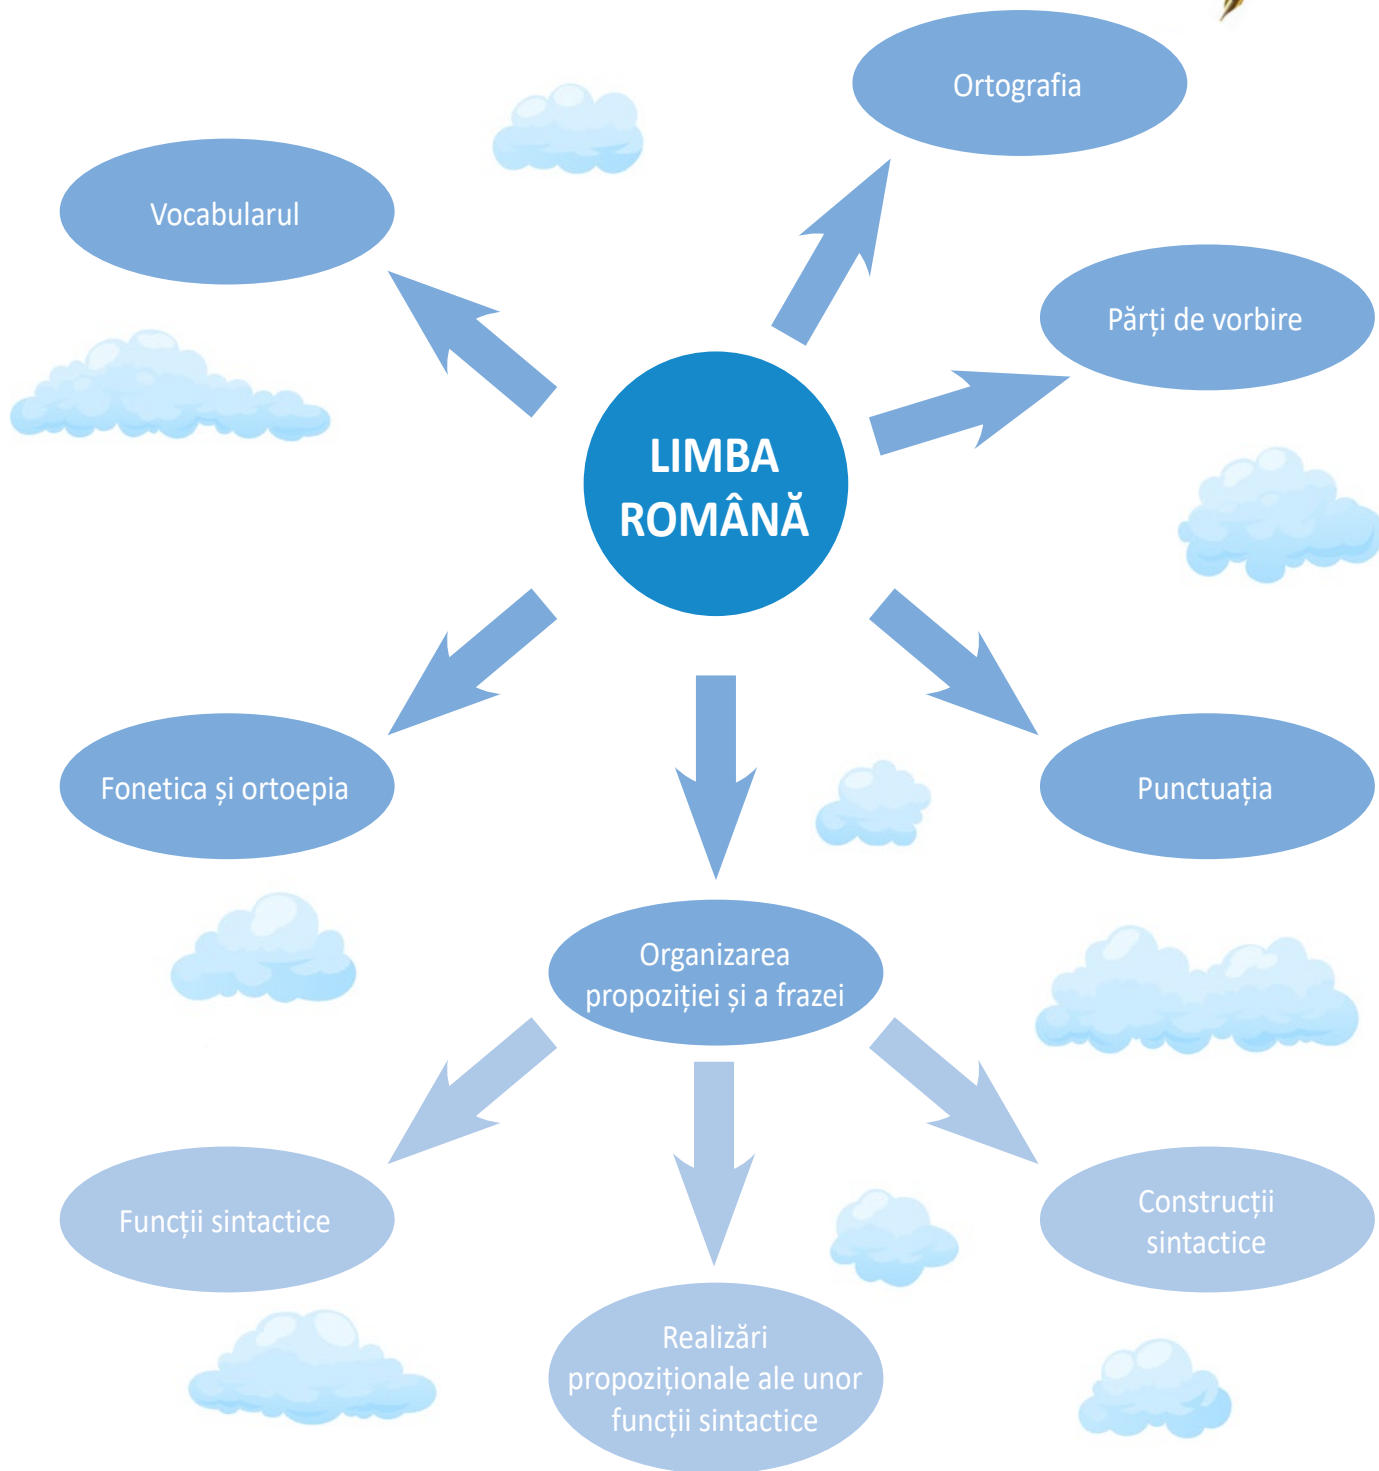 Ortografia
Vocabularul
Părți de vorbire
LIMBA
ROMÂNĂ
Fonetica și ortoepia
Punctuația
Organizarea
propoziției și a frazei
Funcții sintactice
Construcții
sintactice
Realizări
propoziționale ale unor
funcții sintactice